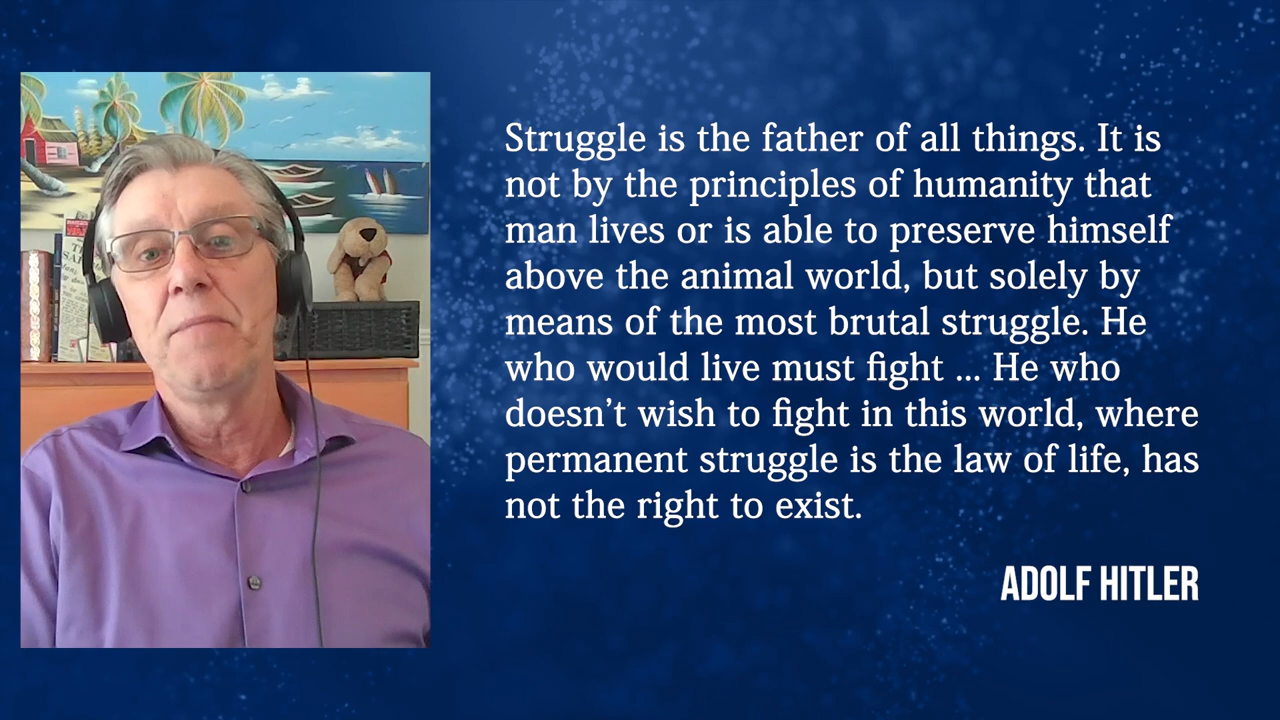 Struggle is the father of all things. It is
not by the principles of humanity that
man lives or is able to preserve himself
above the animal world, but solely by
means of the most brutal struggle. He
who would live must fight ... He who
doesn’t wish to fight in this world, where
permanent struggle is the law of life, has
not the right to exist.
ADOLF HITLER